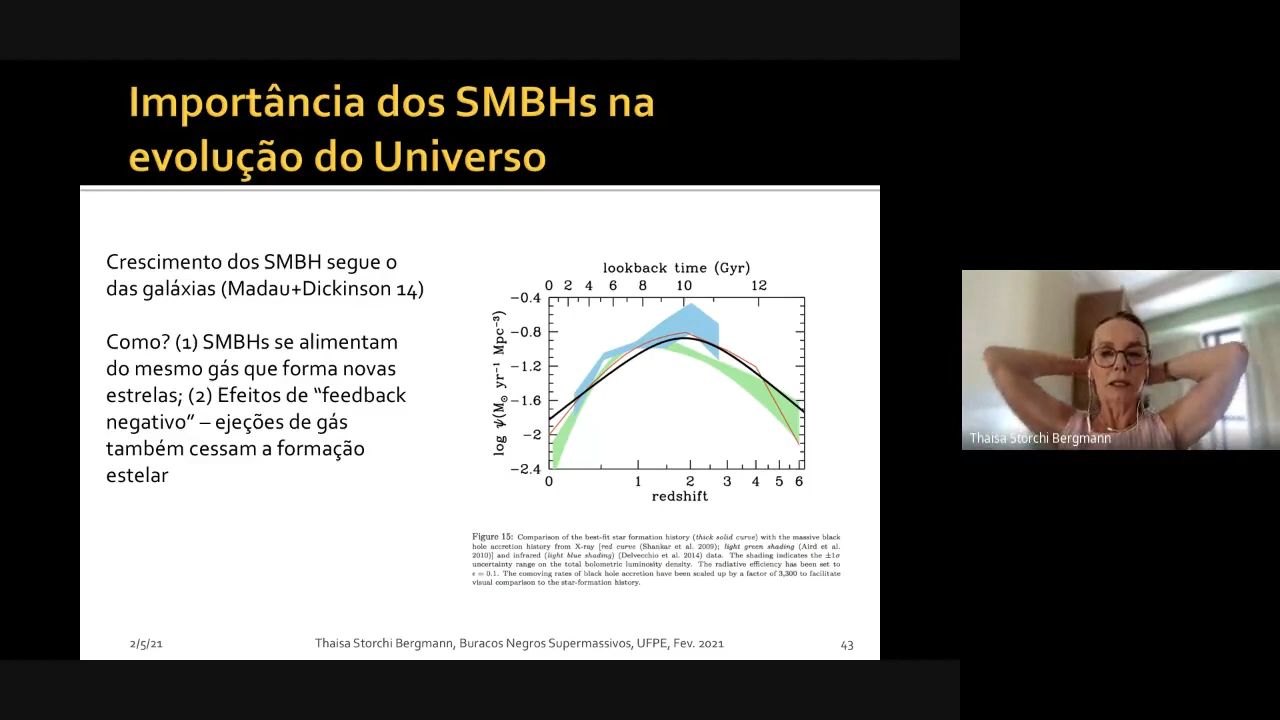 Importância dos SMBHs na
evolução do Universo
Crescimento dos SMBH segue o
das galáxias (Madau+Dickinson 14)
Como? (1) SMBHs se alimentam
do mesmo gás que forma novas
estrelas; (2) Efeitos de “feedback
negativo” – ejeções de gás
também cessam a formação
estelar
lookback time (Gyr)
0 2 4 6 8 10 12
log ψ(M☉ yr⁻¹ Mpc⁻³)
−0.4
−0.8
−1.2
−1.6
−2
−2.4
0 1 2 3 4 5 6
redshift
Figure 15: Comparison of the best-fit star formation history (thick solid curve) with the massive black
hole accretion history from X-ray [red curve (Shankar et al. 2009); light green shading (Aird et al.
2010)] and infrared (light blue shading) (Delvecchio et al. 2014) data. The shading indicates the ±1σ
uncertainty range on the total bolometric luminosity density. The radiative efficiency has been set to
ϵ = 0.1. The comoving rates of black hole accretion have been scaled up by a factor of 3,300 to facilitate
visual comparison to the star-formation history.
2/5/21
Thaisa Storchi Bergmann, Buracos Negros Supermassivos, UFPE, Fev. 2021
43
Thaisa Storchi Bergmann